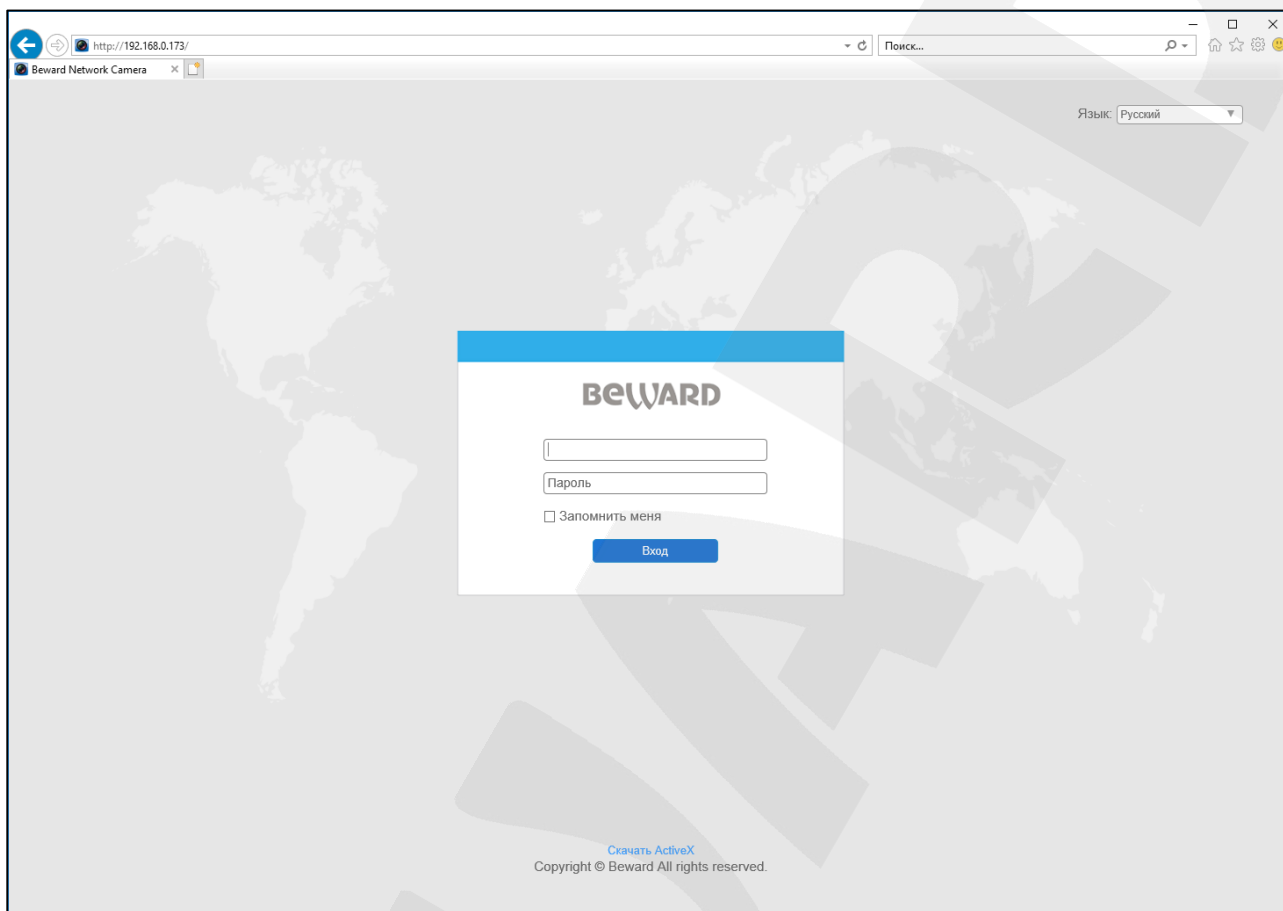 http://192.168.0.173/
Поиск...
Beward Network Camera
Язык: Русский
BEWARD
Пароль
Запомнить меня
Вход
Скачать ActiveX
Copyright © Beward All rights reserved.